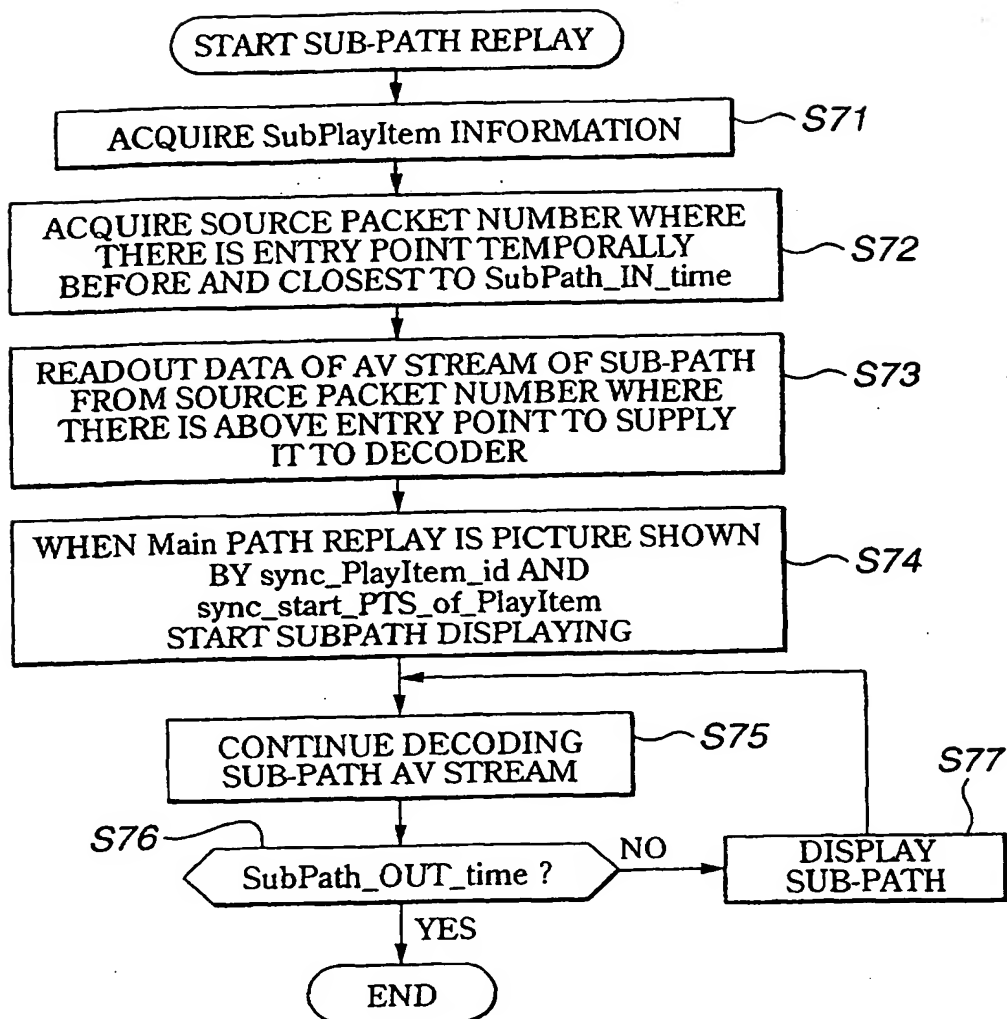 START SUB-PATH REPLAY
ACQUIRE SubPlayItem INFORMATION
S71
ACQUIRE SOURCE PACKET NUMBER WHERE
THERE IS ENTRY POINT TEMPORALLY
BEFORE AND CLOSEST TO SubPath_IN_time
S72
READOUT DATA OF AV STREAM OF SUB-PATH
FROM SOURCE PACKET NUMBER WHERE
THERE IS ABOVE ENTRY POINT TO SUPPLY
IT TO DECODER
S73
WHEN Main PATH REPLAY IS PICTURE SHOWN
BY sync_PlayItem_id AND
sync_start_PTS_of_PlayItem
START SUBPATH DISPLAYING
S74
CONTINUE DECODING
SUB-PATH AV STREAM
S75
S76
SubPath_OUT_time ?
NO
S77
DISPLAY
SUB-PATH
YES
END